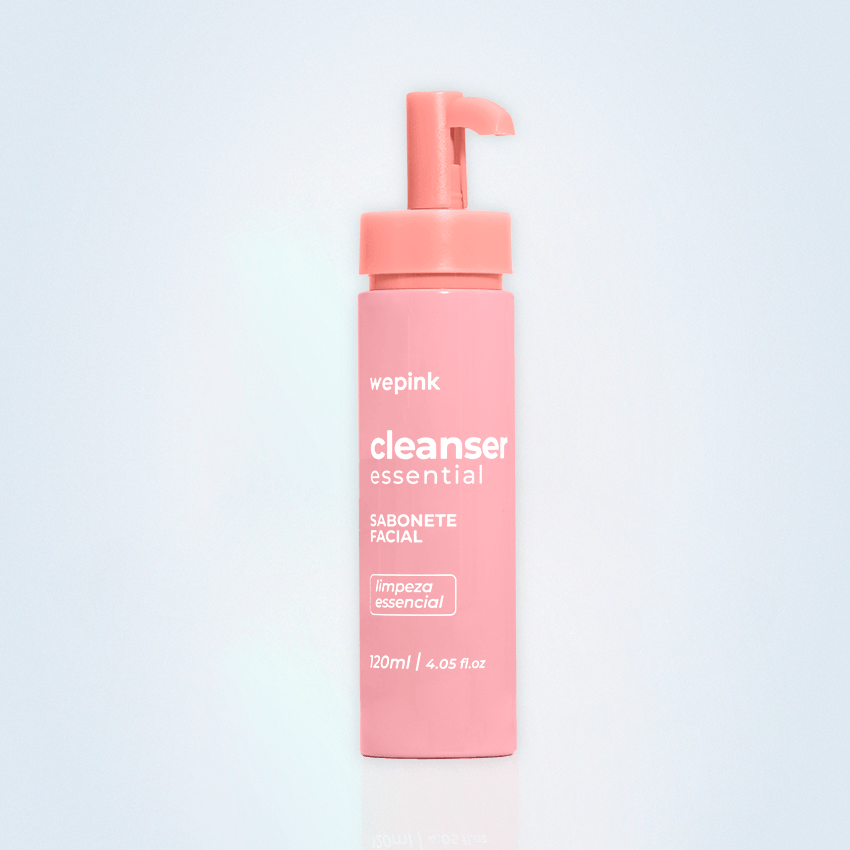 wepink
cleanser
essential
SABONETE
FACIAL
limpeza
essencial
120ml | 4.05 fl.oz